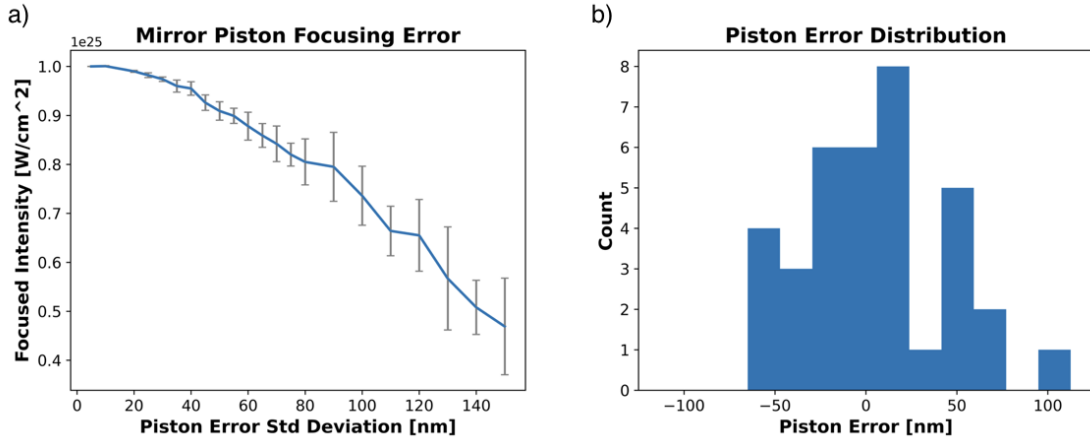 a)
Mirror Piston Focusing Error
1e25
1.0
0.9
0.8
0.7
0.6
0.5
0.4
Focused Intensity [W/cm^2]
0 20 40 60 80 100 120 140
Piston Error Std Deviation [nm]
b)
Piston Error Distribution
8
7
6
5
4
3
2
1
0
Count
−100 −50 0 50 100
Piston Error [nm]